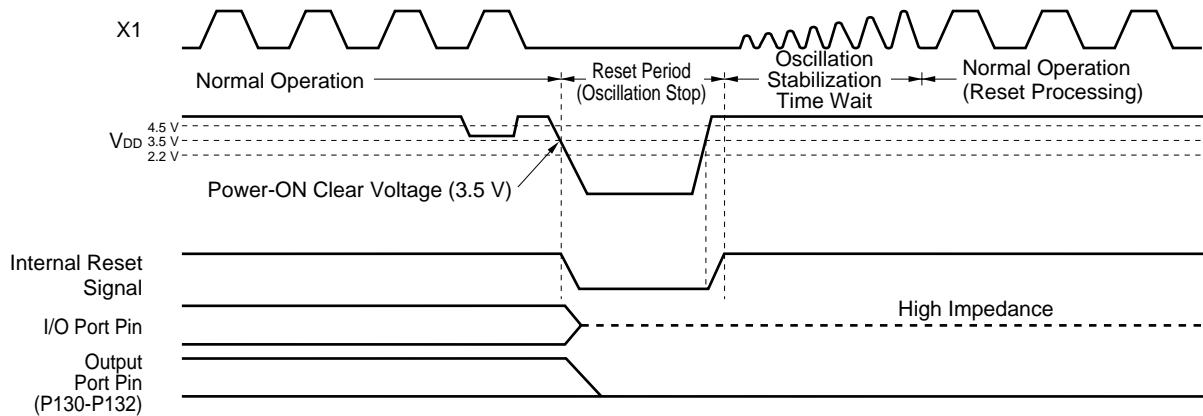 X1
Normal Operation
Reset Period
(Oscillation Stop)
Oscillation
Stabilization
Time Wait
Normal Operation
(Reset Processing)
VDD
4.5 V
3.5 V
2.2 V
Power-ON Clear Voltage (3.5 V)
Internal Reset
Signal
I/O Port Pin
High Impedance
Output
Port Pin
(P130-P132)